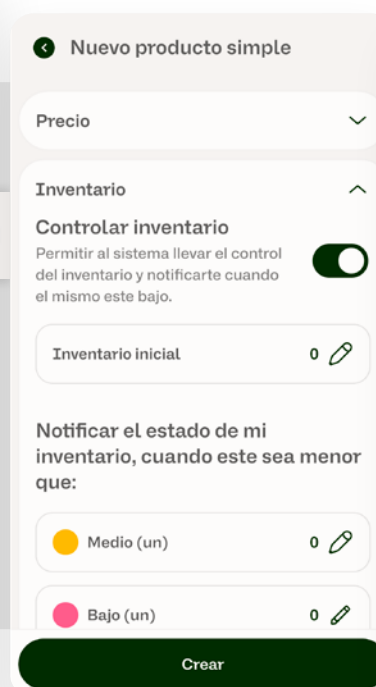 Nuevo producto simple
Precio
Inventario
Controlar inventario
Permitir al sistema llevar el control
del inventario y notificarte cuando
el mismo este bajo.
Inventario inicial 0
Notificar el estado de mi
inventario, cuando este sea menor
que:
Medio (un) 0
Bajo (un) 0
Crear